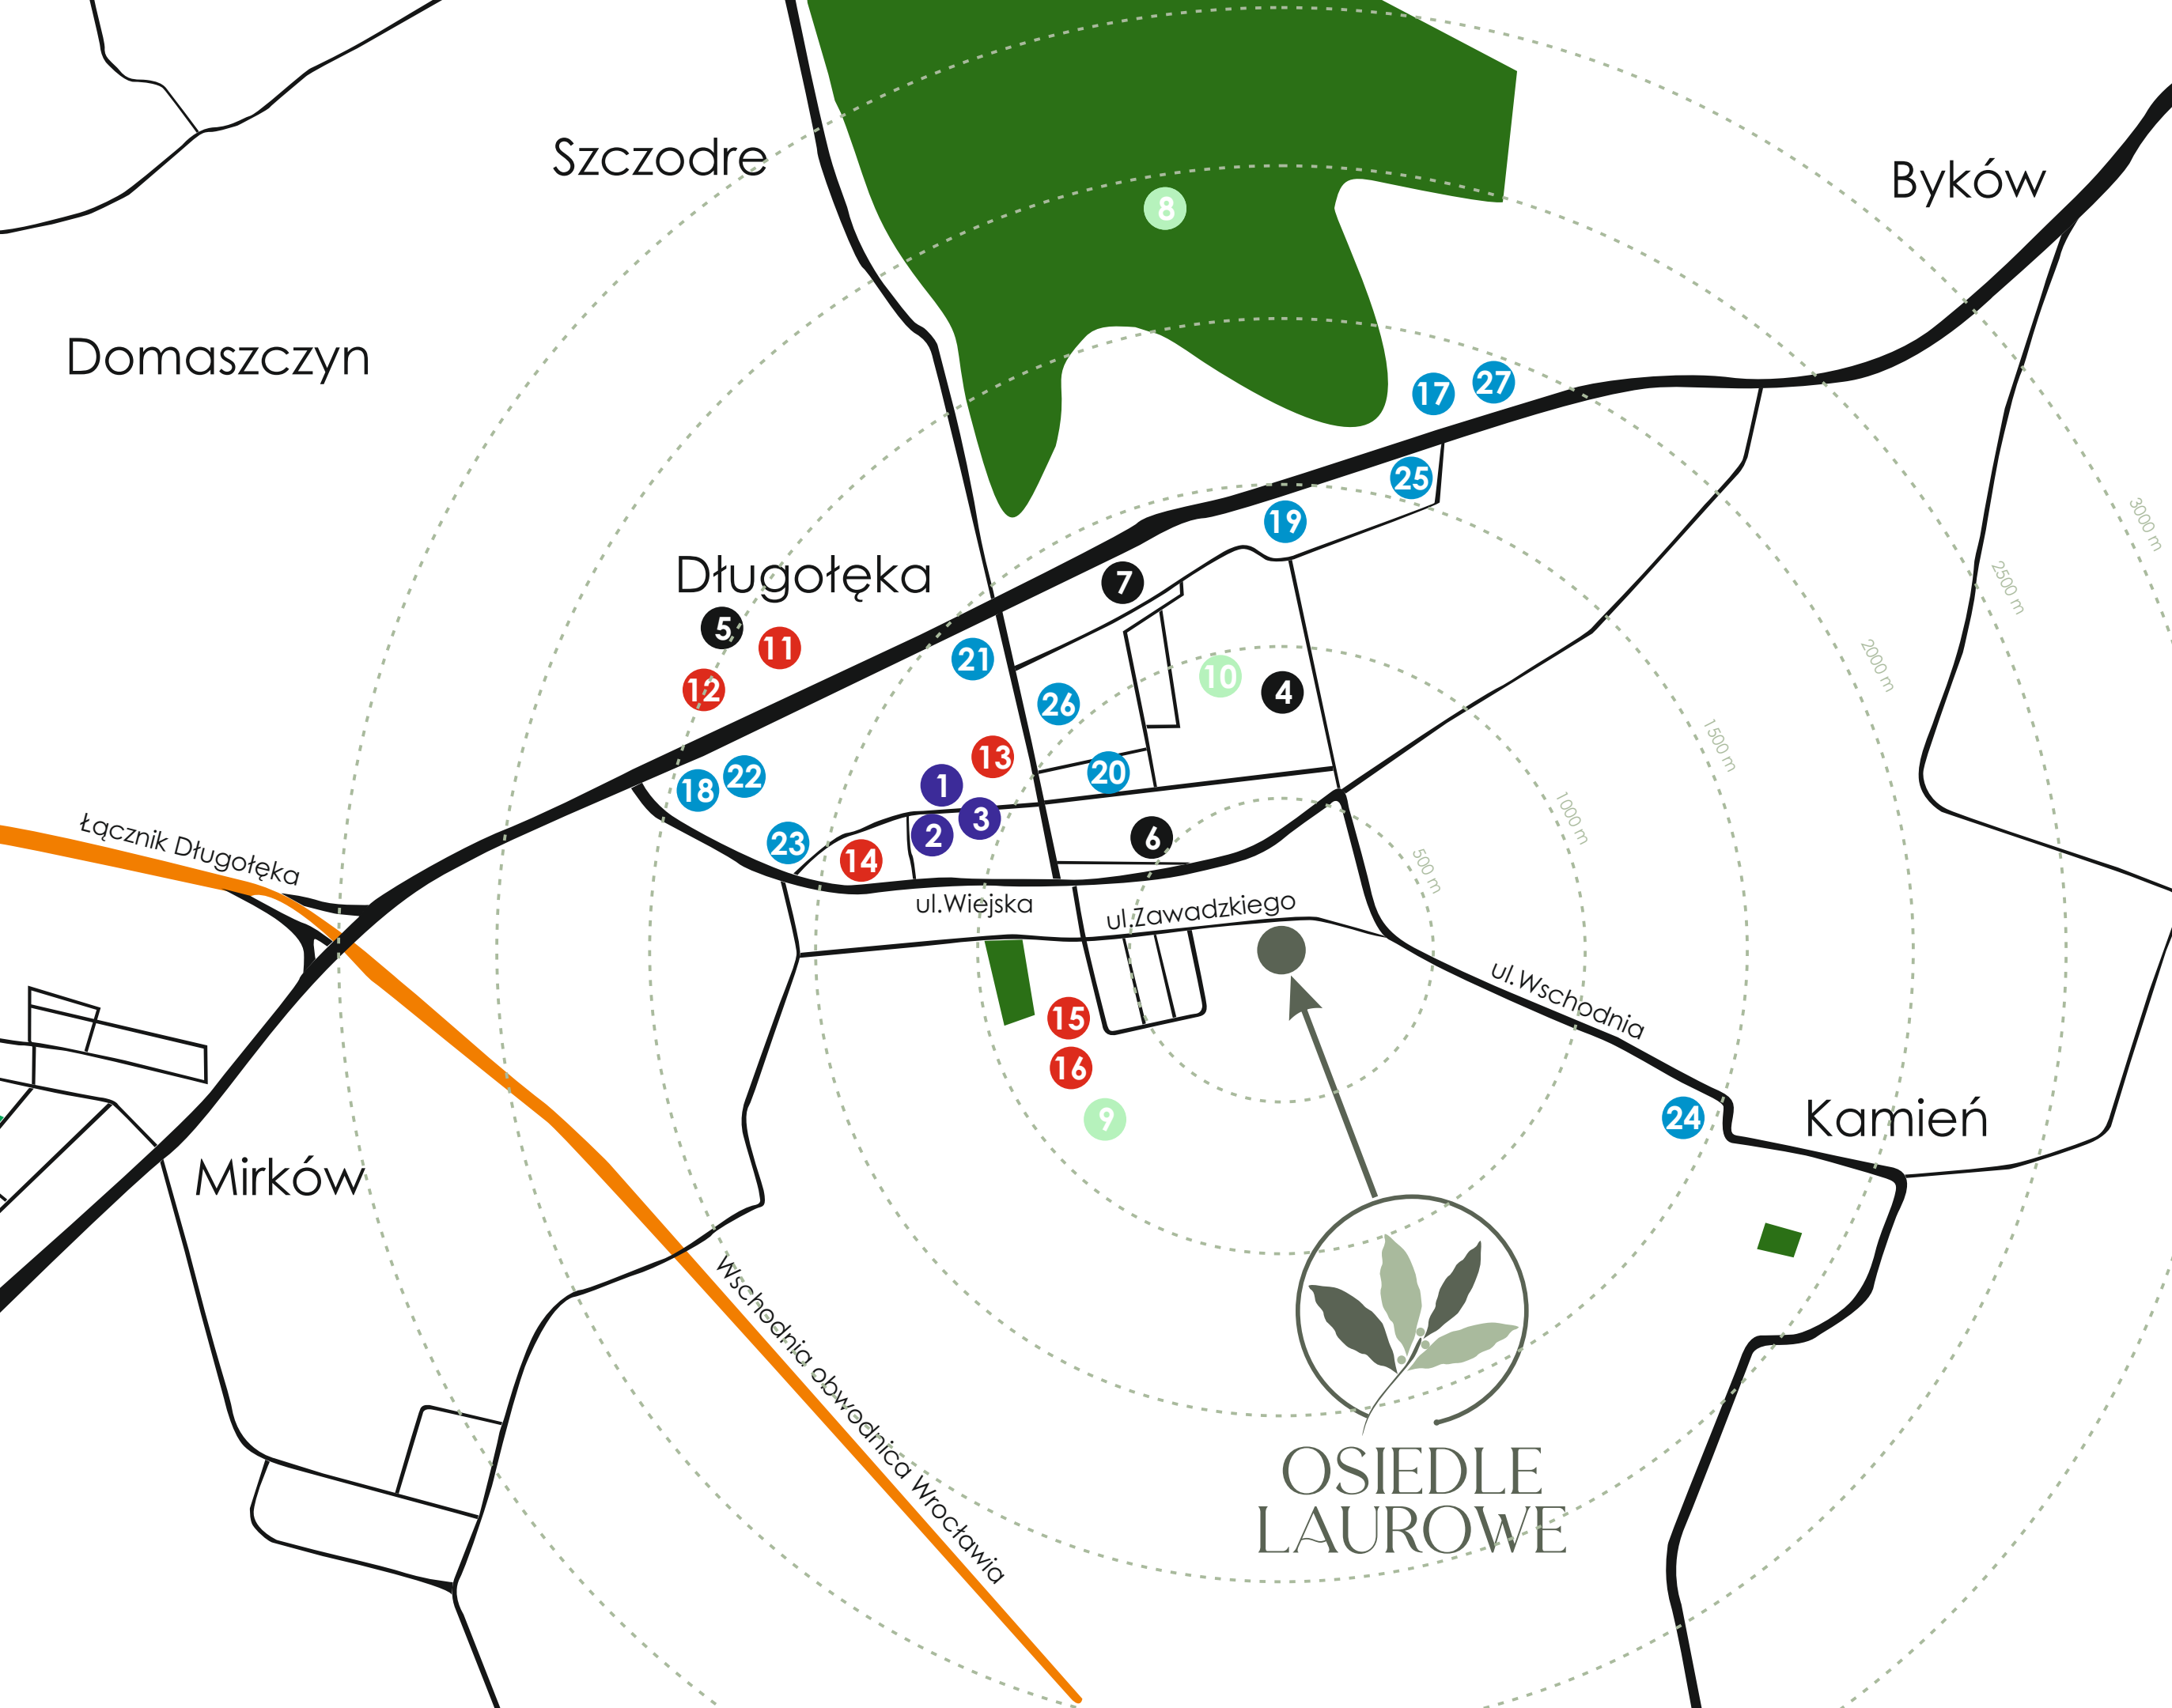 Szczodre
Byków
8
Domaszczyn
17
27
25
19
3000 m
Długołęka
7
2500 m
5
11
21
2000 m
12
10
4
26
1500 m
13
20
18
22
1
1000 m
3
2
6
Łącznik Długołęka
23
14
500 m
ul.Wiejska
ul.Zawadzkiego
ul.Wschodnia
15
16
9
24
Kamień
Mirków
Wschodnia obwodnica Wrocławia
OSIEDLE
LAUROWE